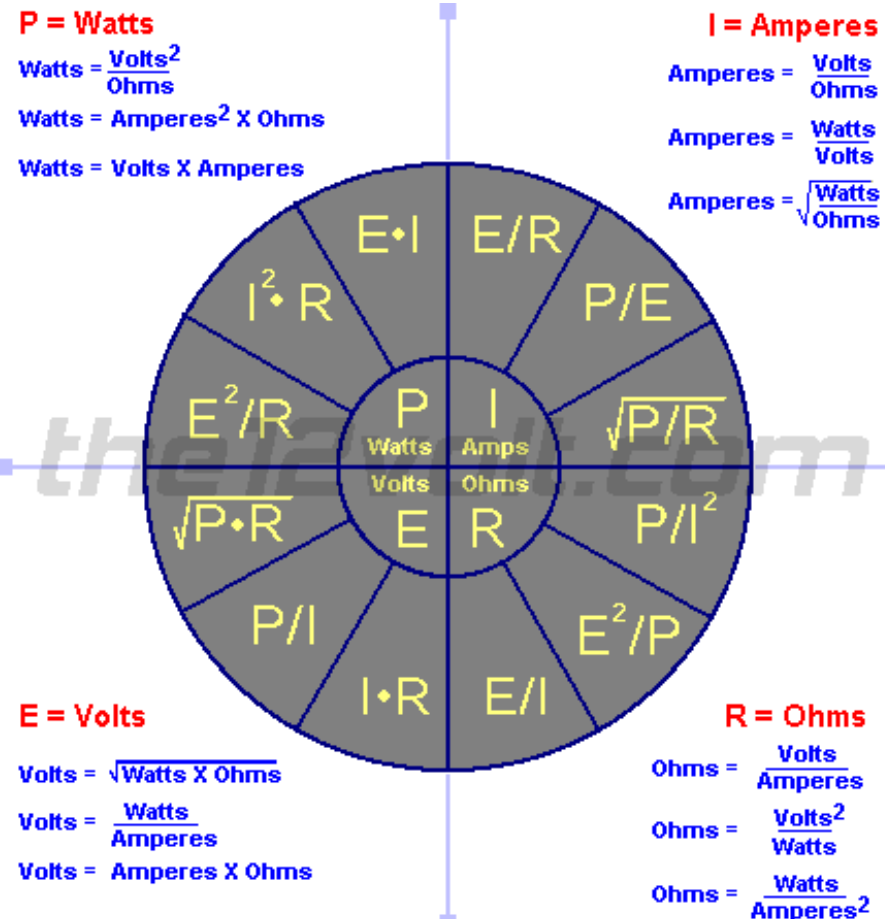 P = Watts
Watts = Volts²/Ohms
Watts = Amperes² X Ohms
Watts = Volts X Amperes
I = Amperes
Amperes = Volts/Ohms
Amperes = Watts/Volts
Amperes = √(Watts/Ohms)
E•I
E/R
I²•R
P/E
E²/R
√P/R
P
I
Watts
Amps
the12volt.com
Volts
Ohms
E
R
√P•R
P/I²
P/I
E²/P
I•R
E/I
E = Volts
Volts = √Watts X Ohms
Volts = Watts/Amperes
Volts = Amperes X Ohms
R = Ohms
Ohms = Volts/Amperes
Ohms = Volts²/Watts
Ohms = Watts/Amperes²